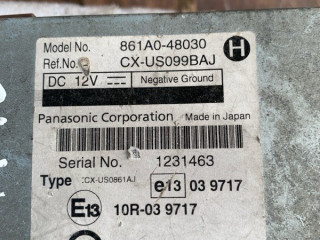 Model No. 861A0-48030 H
Ref.No. CX-US099BAJ
DC 12V Negative Ground
Panasonic Corporation Made in Japan
Serial No. 1231463
Type :CX-US0861AJ e13 03 9717
E13 10R-03 9717